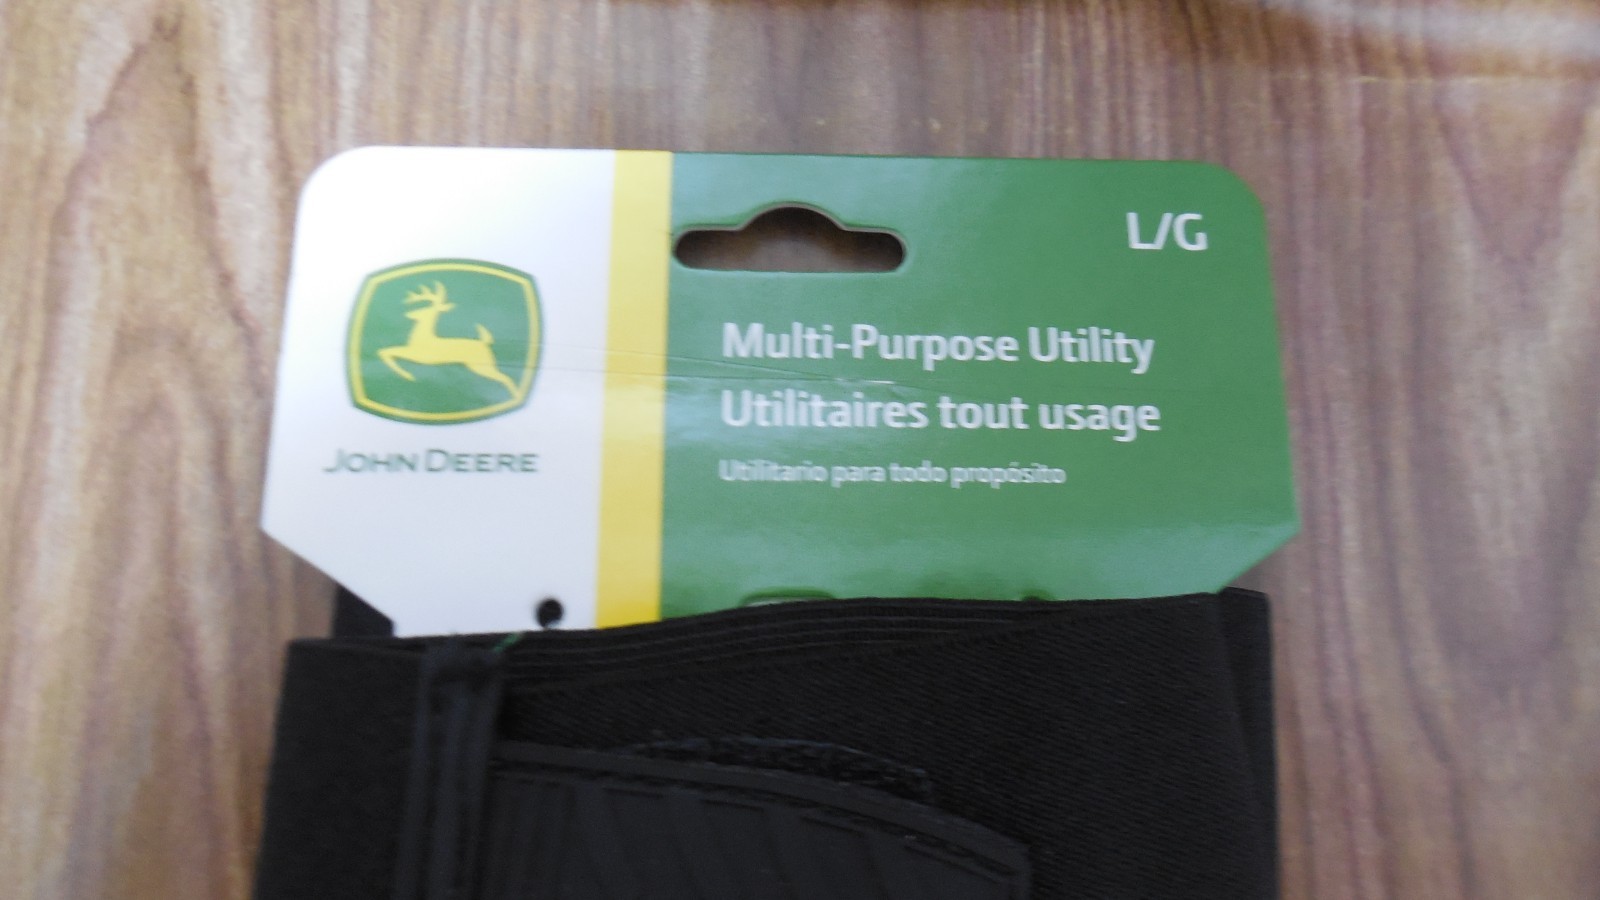 JOHN DEERE
L/G
Multi-Purpose Utility
Utilitaires tout usage
Utilitario para todo propósito